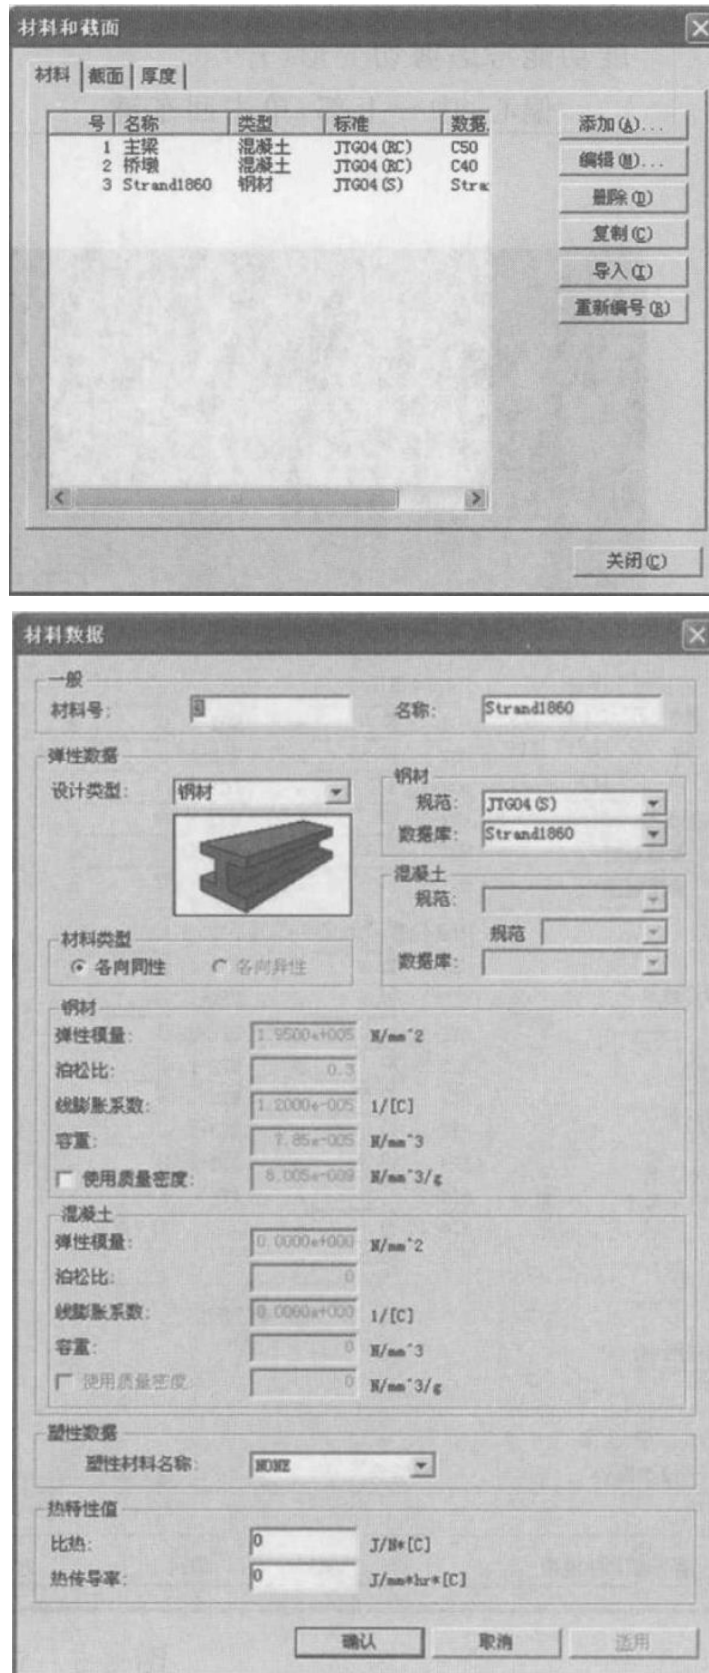 材料和截面
材料 截面 厚度
号 名称 类型 标准 数据
1 主梁 混凝土 JTG04(RC) C50
2 桥墩 混凝土 JTG04(RC) C40
3 Strand1860 钢材 JTG04(S) Stra
添加(A)...
编辑(M)...
删除(D)
复制(C)
导入(I)
重新编号(R)
关闭(C)
材料数据
一般
材料号: 名称: Strand1860
弹性数据
设计类型: 钢材
钢材
规范: JTG04(S)
数据库: Strand1860
混凝土
规范:
规范
数据库:
材料类型
各向同性 各向异性
钢材
弹性模量: 1.9500e+005 N/mm^2
泊松比: 0.3
线膨胀系数: 1.2000e-005 1/[C]
容重: 7.85e-005 N/mm^3
使用质量密度: 8.005e-009 N/mm^3/g
混凝土
弹性模量: 0.0000e+000 N/mm^2
泊松比: 0
线膨胀系数: 0.0000e+000 1/[C]
容重: 0 N/mm^3
使用质量密度: 0 N/mm^3/g
塑性数据
塑性材料名称: NONE
热特性值
比热: 0 J/N*[C]
热传导率: 0 J/mm*hr*[C]
确认 取消 适用